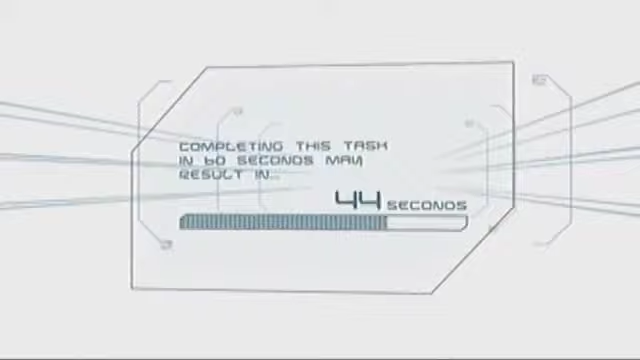 COMPLETING THIS TASK
IN 60 SECONDS MAY
RESULT IN...
44 SECONDS